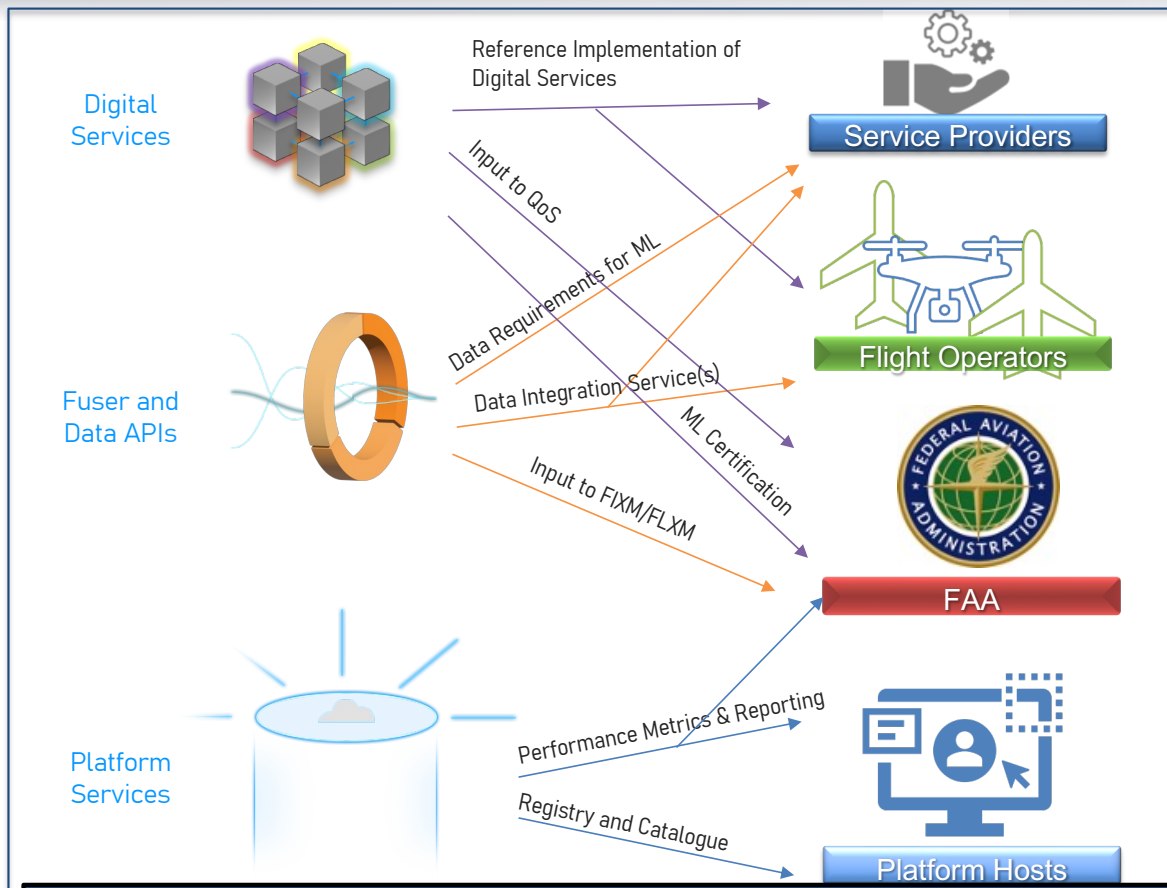 Reference Implementation of
Digital Services
Digital
Services
Service Providers
Input to QoS
Data Requirements for ML
Flight Operators
Fuser and
Data APIs
Data Integration Service(s)
ML Certification
Input to FIXM/FLXM
FEDERAL AVIATION
ADMINISTRATION
FAA
Platform
Services
Performance Metrics & Reporting
Registry and Catalogue
Platform Hosts